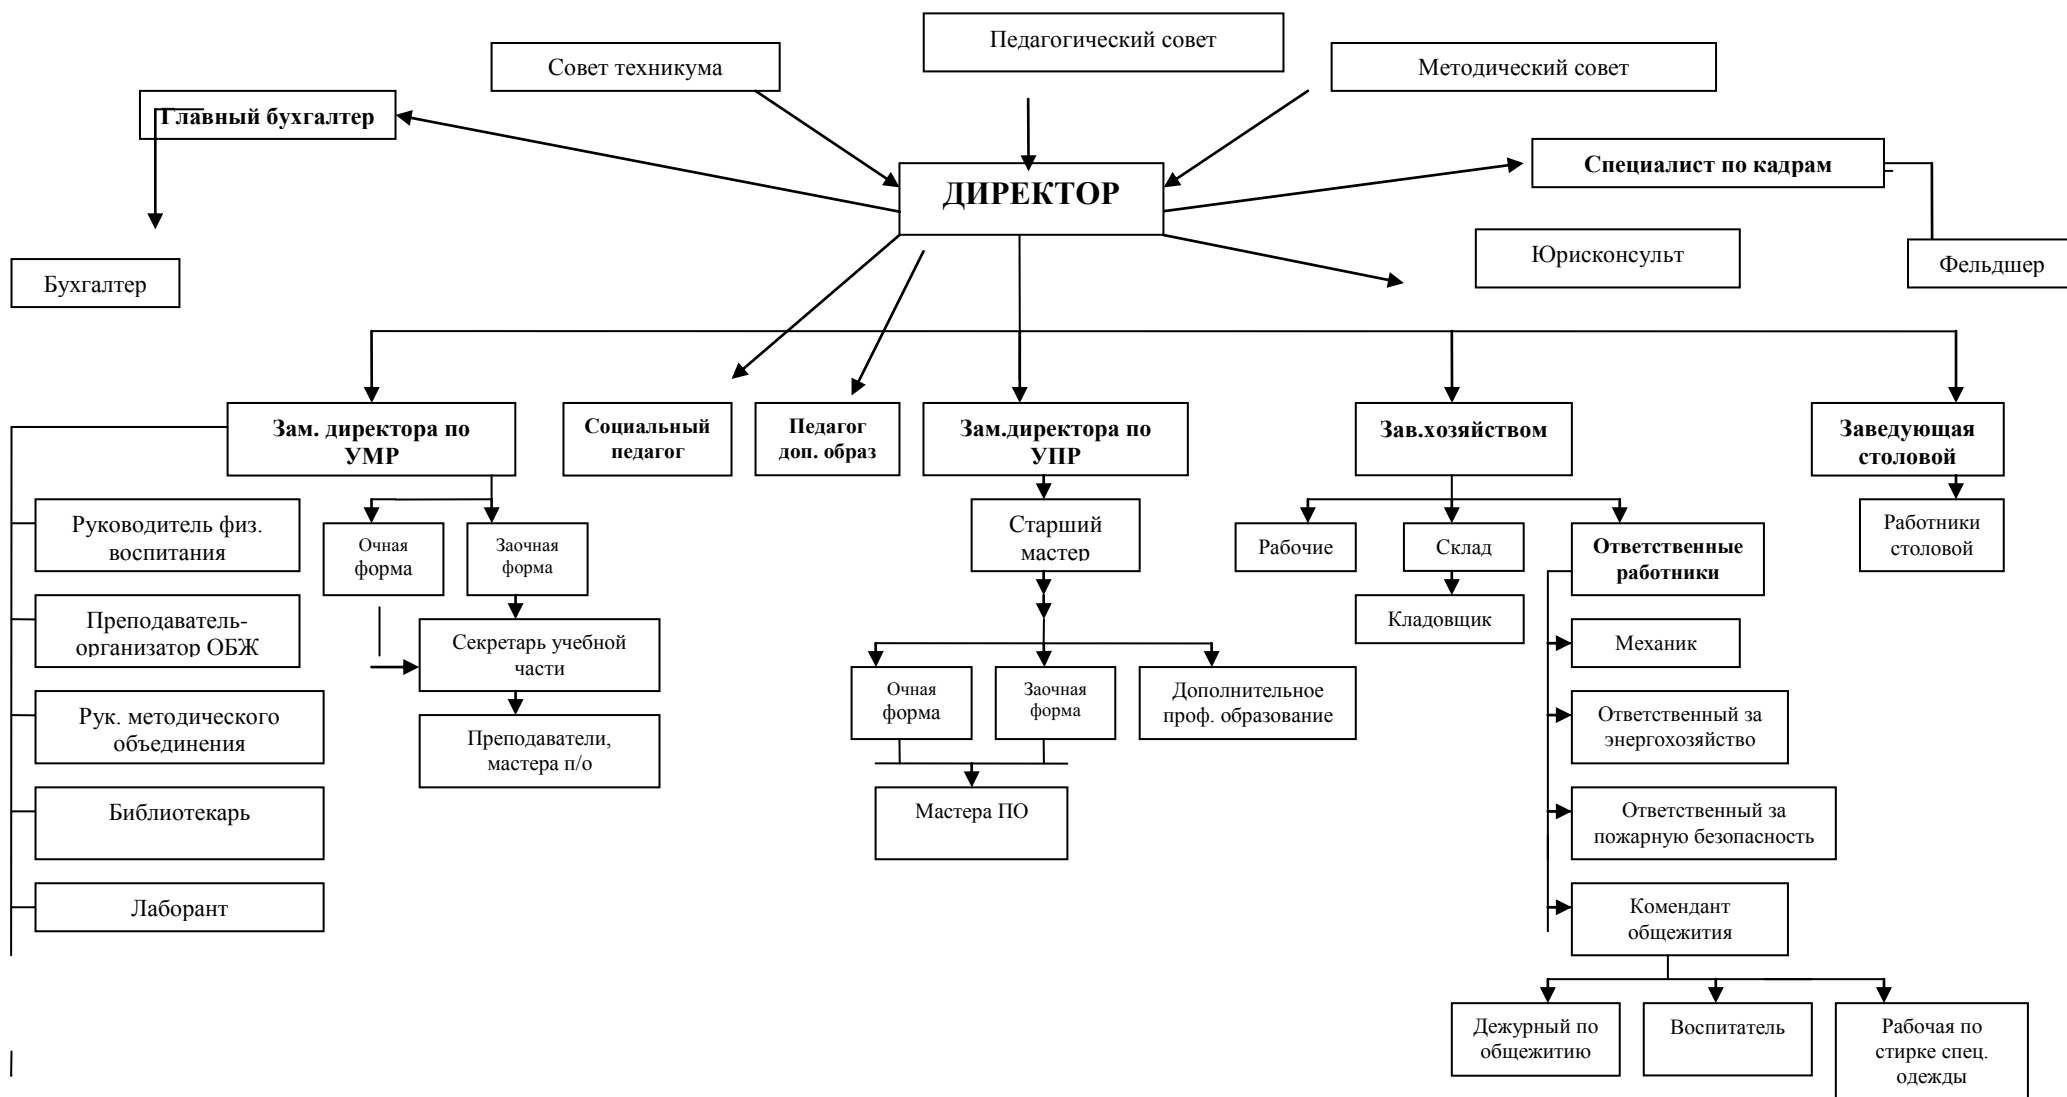 Педагогический совет
Совет техникума
Методический совет
Главный бухгалтер
Специалист по кадрам
ДИРЕКТОР
Юрисконсульт
Фельдшер
Бухгалтер
Зам. директора по
УМР
Социальный
педагог
Педагог
доп. образ
Зам.директора по
УПР
Зав.хозяйством
Заведующая
столовой
Руководитель физ.
воспитания
Очная
форма
Заочная
форма
Старший
мастер
Рабочие
Склад
Ответственные
работники
Работники
столовой
Преподаватель-
организатор ОБЖ
Секретарь учебной
части
Кладовщик
Механик
Рук. методического
объединения
Преподаватели,
мастера п/о
Очная
форма
Заочная
форма
Дополнительное
проф. образование
Ответственный за
энергохозяйство
Библиотекарь
Мастера ПО
Ответственный за
пожарную безопасность
Лаборант
Комендант
общежития
Дежурный по
общежитию
Воспитатель
Рабочая по
стирке спец.
одежды